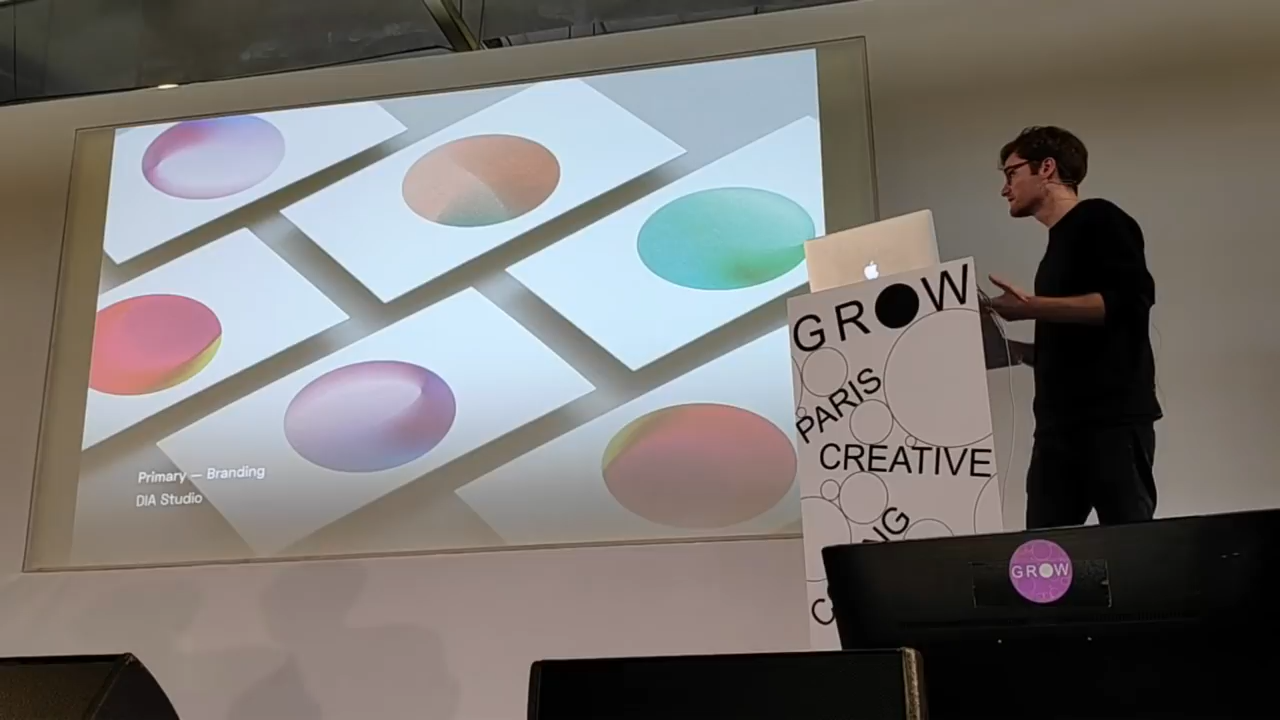 Primary — Branding
DIA Studio
GROW
PARIS
CREATIVE
GROW